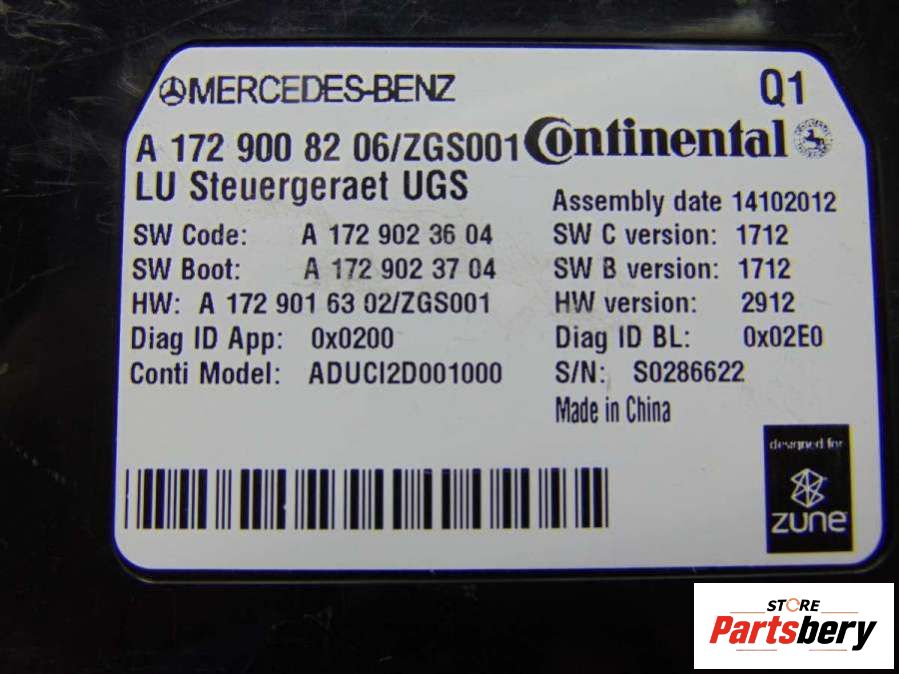 MERCEDES-BENZ
Q1
A 172 900 82 06/ZGS001
Continental
LU Steuergeraet UGS
Assembly date 14102012
SW Code: A 172 902 36 04
SW C version: 1712
SW Boot: A 172 902 37 04
SW B version: 1712
HW: A 172 901 63 02/ZGS001
HW version: 2912
Diag ID App: 0x0200
Diag ID BL: 0x02E0
Conti Model: ADUCI2D001000
S/N: S0286622
Made in China
designed for
zune
STORE
Partsbery